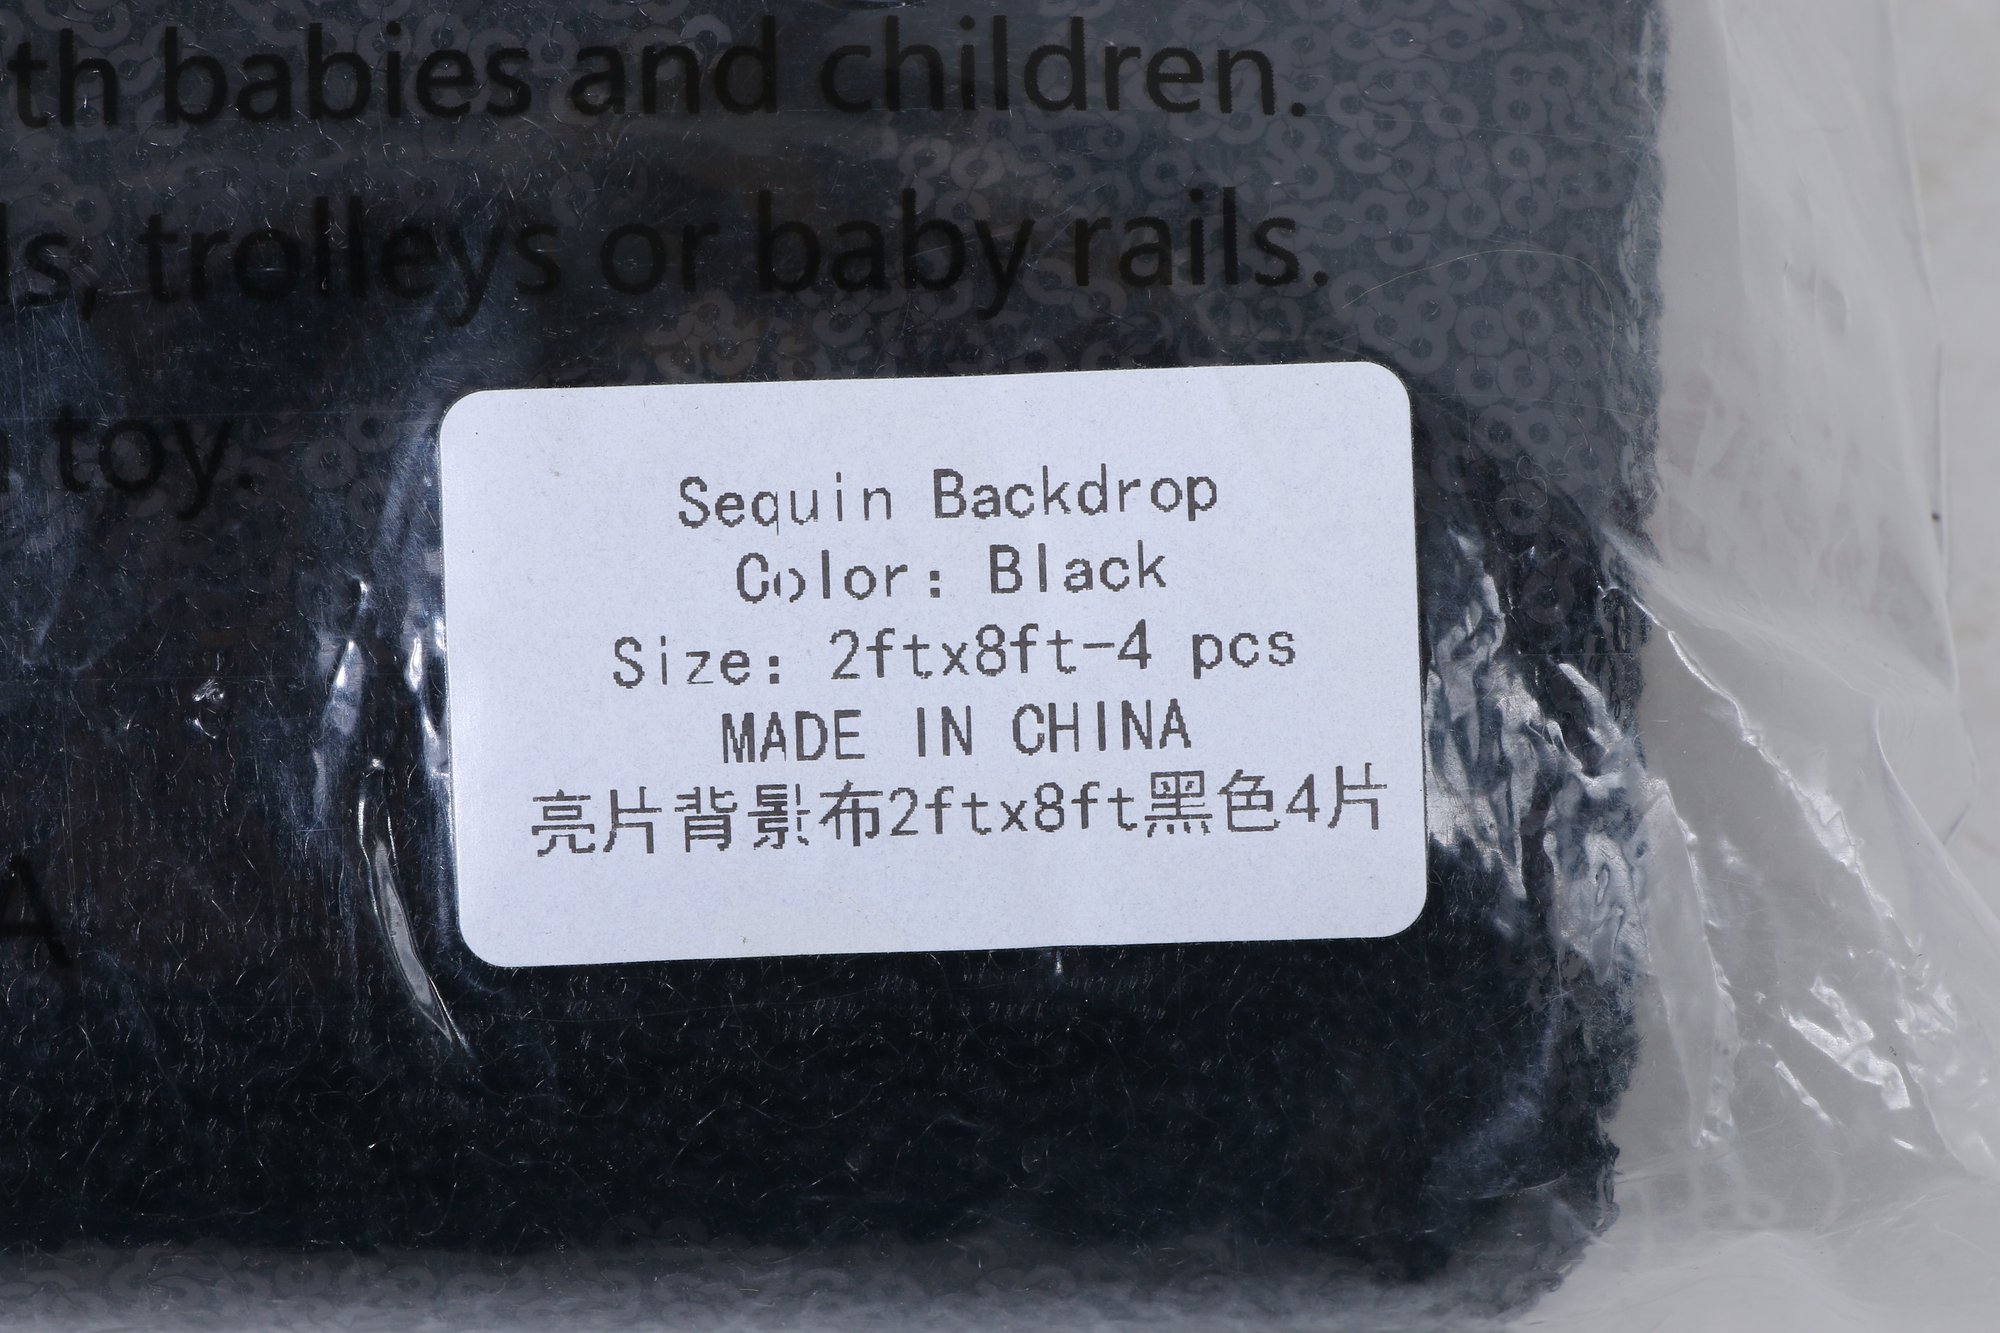 th babies and children.
ls, trolleys or baby rails.
toy.
Sequin Backdrop
Color: Black
Size: 2ftx8ft-4 pcs
MADE IN CHINA
亮片背景布2ftx8ft黑色4片
A